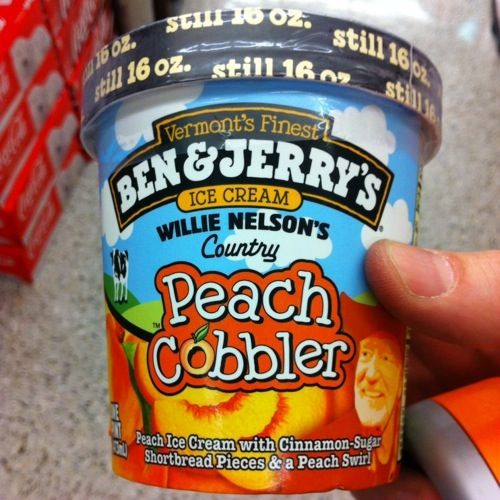 still 16 oz.
still 16 oz.
still 16 oz.
still 16 oz.
still 16
Vermont's Finest
BEN & JERRY'S
ICE CREAM
WILLIE NELSON'S
Country
Peach
Cobbler
TM
Peach Ice Cream with Cinnamon-Sugar
Shortbread Pieces & a Peach Swirl